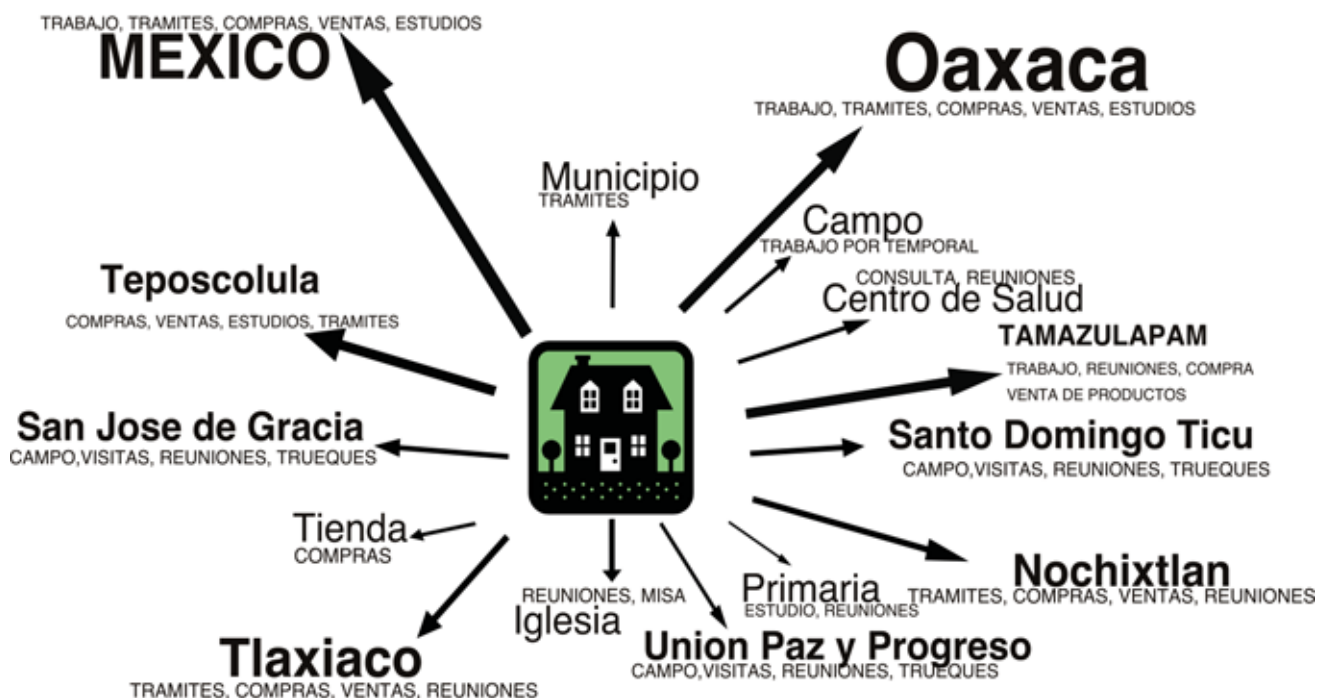 TRABAJO, TRAMITES, COMPRAS, VENTAS, ESTUDIOS
MEXICO
Oaxaca
TRABAJO, TRAMITES, COMPRAS, VENTAS, ESTUDIOS
Municipio
TRAMITES
Campo
TRABAJO POR TEMPORAL
Teposcolula
COMPRAS, VENTAS, ESTUDIOS, TRAMITES
CONSULTA, REUNIONES
Centro de Salud
TAMAZULAPAM
TRABAJO, REUNIONES, COMPRA
VENTA DE PRODUCTOS
San Jose de Gracia
CAMPO,VISITAS, REUNIONES, TRUEQUES
Santo Domingo Ticu
CAMPO,VISITAS, REUNIONES, TRUEQUES
Tienda
COMPRAS
Nochixtlan
TRAMITES, COMPRAS, VENTAS, REUNIONES
REUNIONES, MISA
Iglesia
Primaria
ESTUDIO, REUNIONES
Tlaxiaco
TRAMITES, COMPRAS, VENTAS, REUNIONES
Union Paz y Progreso
CAMPO,VISITAS, REUNIONES, TRUEQUES